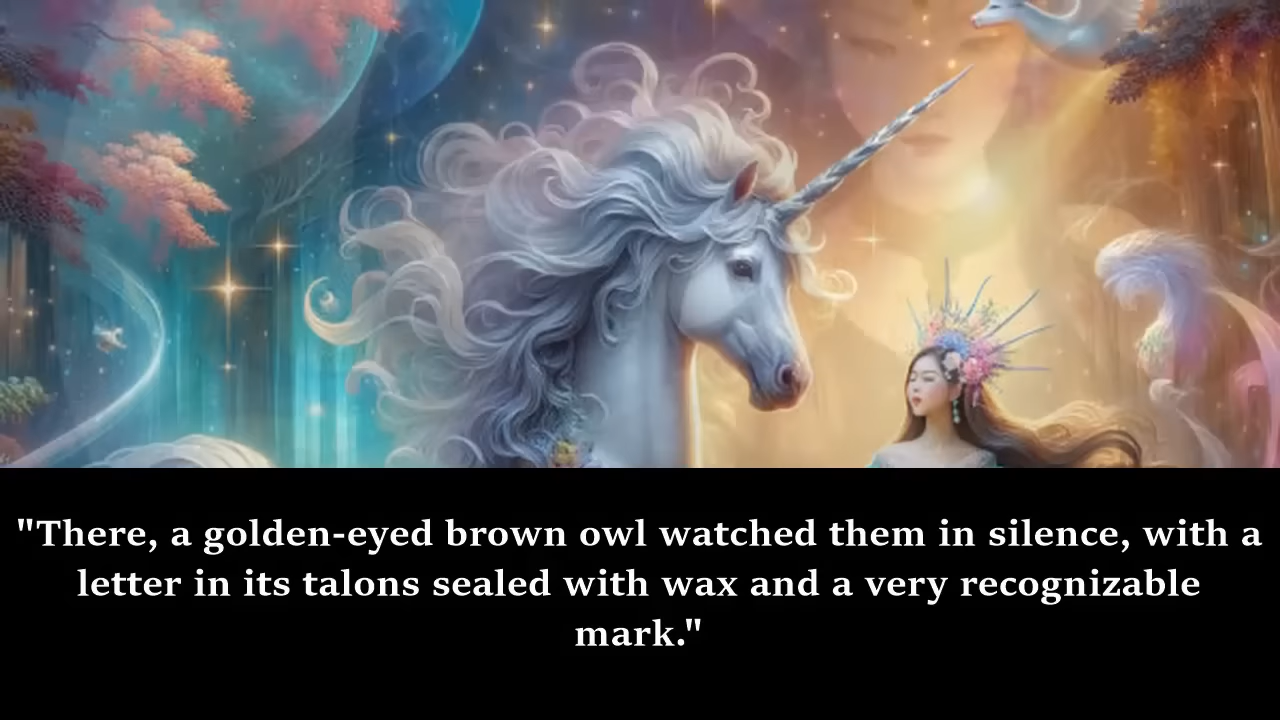 "There, a golden-eyed brown owl watched them in silence, with a
letter in its talons sealed with wax and a very recognizable
mark."